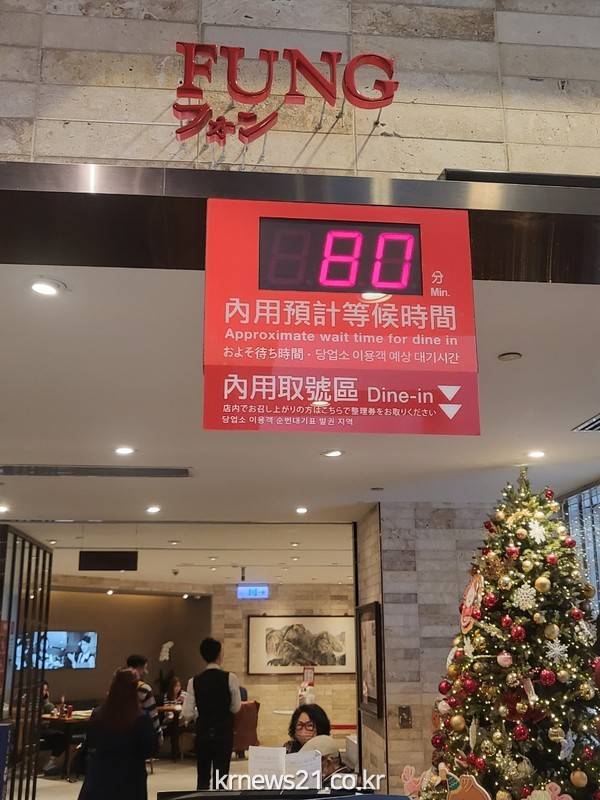 FUNG
フォン
80
分
Min.
內用預計等候時間
Approximate wait time for dine in
およそ待ち時間・당업소 이용객 예상 대기시간
內用取號區 Dine-in
店内でお召し上がりの方はこちらで整理券をお取りください
당업소 이용객 순번대기표 발권 지역
krnews21.co.kr